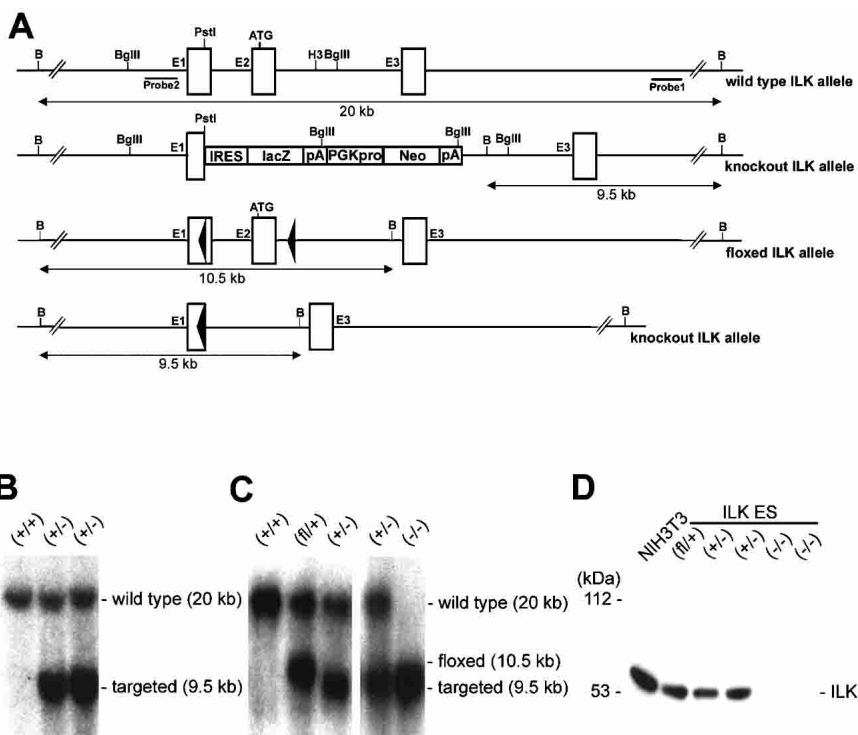 A
PstI ATG
B BglII E1 E2 H3BglII E3 B
Probe2 Probe1 wild type ILK allele
20 kb
PstI BglII BglII
B BglII E1 IRES lacZ pA PGKpro Neo pA B BglII E3 B
knockout ILK allele
9.5 kb
ATG
B E1 E2 B E3 B
floxed ILK allele
10.5 kb
B E1 B E3 B
knockout ILK allele
9.5 kb
B
(+/+) (+/-) (+/-)
- wild type (20 kb)
- targeted (9.5 kb)
C
(+/+) (fl/+) (+/-) (+/-) (-/-)
- wild type (20 kb)
- floxed (10.5 kb)
- targeted (9.5 kb)
D
ILK ES
NIH3T3 (fl/+) (+/-) (+/-) (-/-) (-/-)
(kDa)
112 -
53 - - ILK